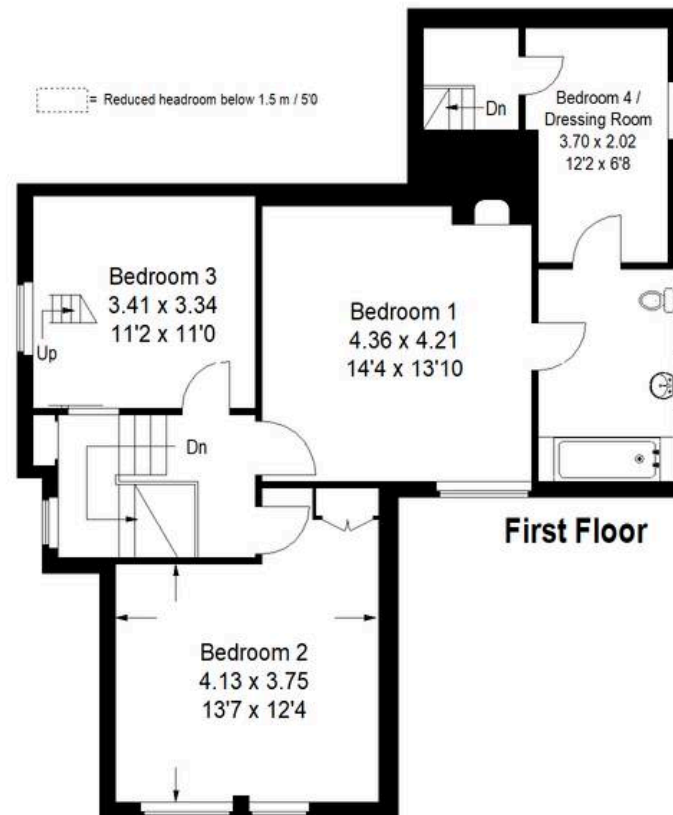 = Reduced headroom below 1.5 m / 5'0
Dn
Bedroom 4 /
Dressing Room
3.70 x 2.02
12'2 x 6'8
Bedroom 3
3.41 x 3.34
11'2 x 11'0
Up
Bedroom 1
4.36 x 4.21
14'4 x 13'10
Dn
First Floor
Bedroom 2
4.13 x 3.75
13'7 x 12'4